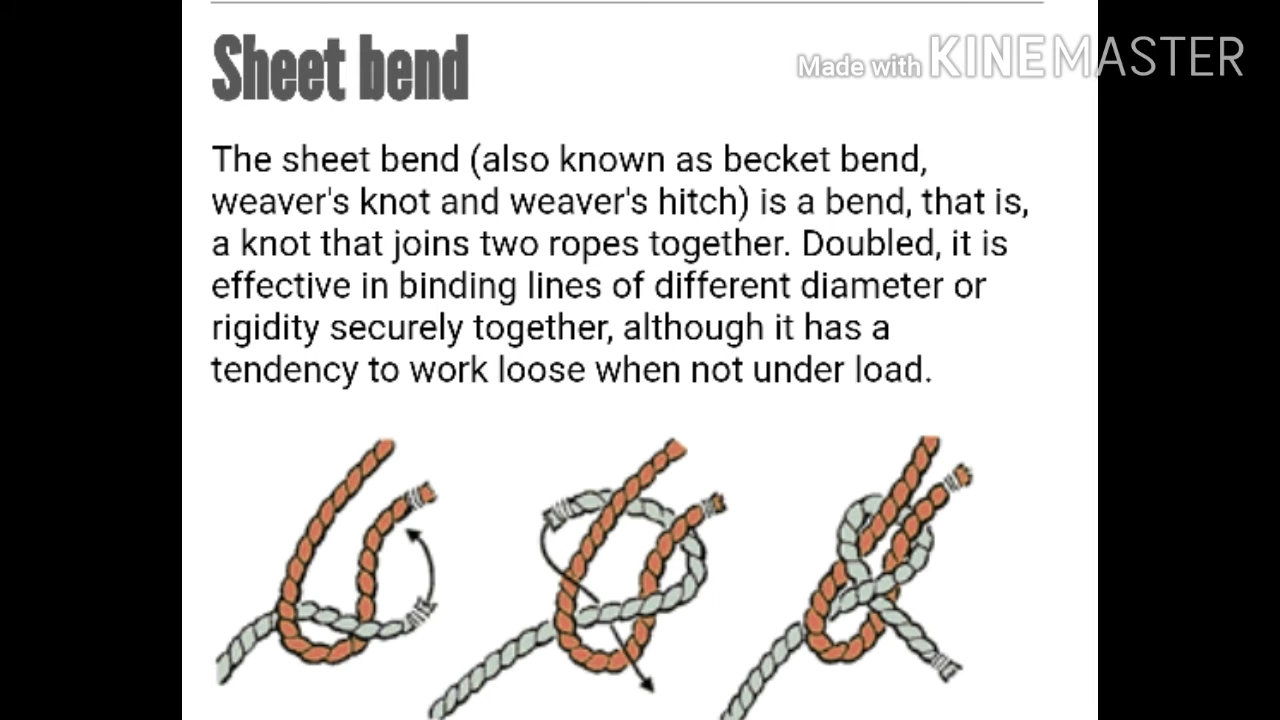 Sheet bend
Made with KINEMASTER
The sheet bend (also known as becket bend,
weaver's knot and weaver's hitch) is a bend, that is,
a knot that joins two ropes together. Doubled, it is
effective in binding lines of different diameter or
rigidity securely together, although it has a
tendency to work loose when not under load.